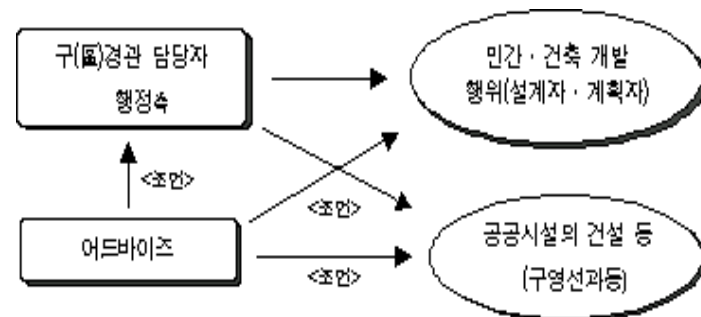 구(區)경관 담당자
행정측
민간·건축 개발
행위(설계자·계획자)
<조언>
<조언>
어드바이즈
공공시설의 건설 등
(구영선과등)
<조언>